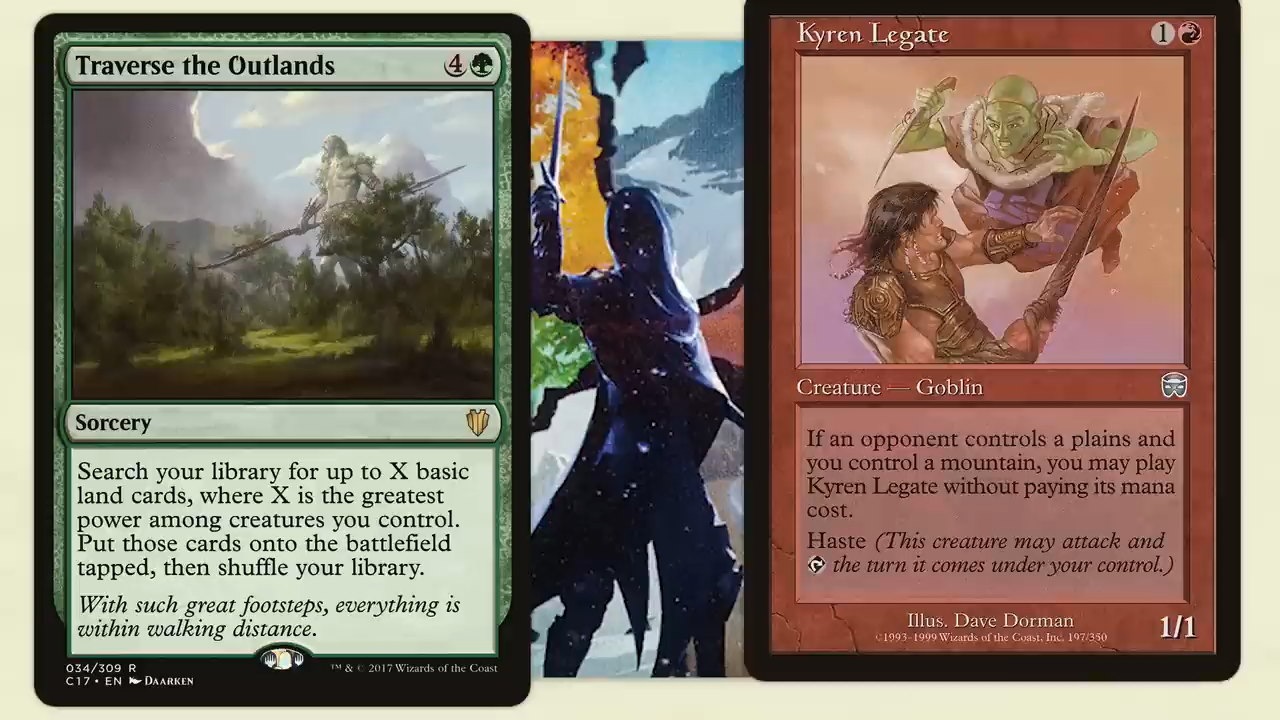 Traverse the Outlands 4
Sorcery
Search your library for up to X basic
land cards, where X is the greatest
power among creatures you control.
Put those cards onto the battlefield
tapped, then shuffle your library.
With such great footsteps, everything is
within walking distance.
034/309 R
C17 • EN DAARKEN
™ & © 2017 Wizards of the Coast
Kyren Legate 1
Creature — Goblin
If an opponent controls a plains and
you control a mountain, you may play
Kyren Legate without paying its mana
cost.
Haste (This creature may attack and
the turn it comes under your control.)
Illus. Dave Dorman
©1993-1999 Wizards of the Coast, Inc. 197/350
1/1